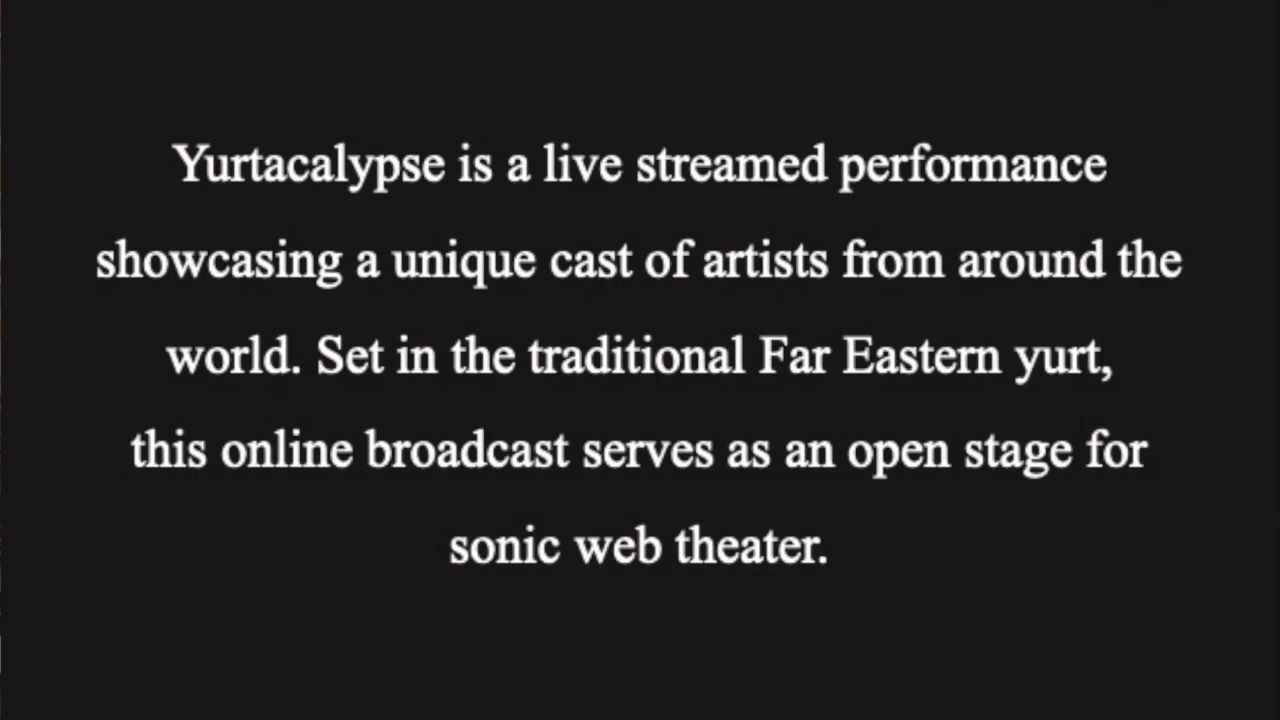 Yurtacalypse is a live streamed performance
showcasing a unique cast of artists from around the
world. Set in the traditional Far Eastern yurt,
this online broadcast serves as an open stage for
sonic web theater.